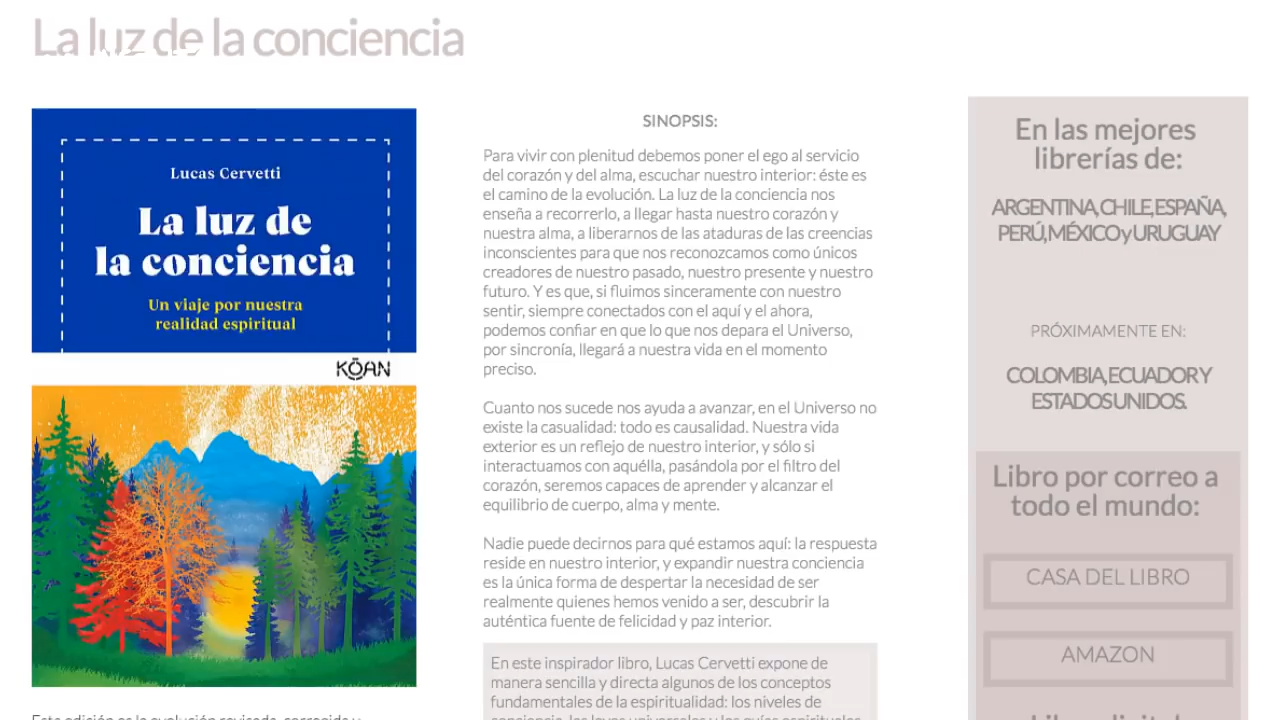 La luz de la conciencia
Lucas Cervetti
La luz de
la conciencia
Un viaje por nuestra
realidad espiritual
KŌAN
SINOPSIS:
Para vivir con plenitud debemos poner el ego al servicio
del corazón y del alma, escuchar nuestro interior: éste es
el camino de la evolución. La luz de la conciencia nos
enseña a recorrerlo, a llegar hasta nuestro corazón y
nuestra alma, a liberarnos de las ataduras de las creencias
inconscientes para que nos reconozcamos como únicos
creadores de nuestro pasado, nuestro presente y nuestro
futuro. Y es que, si fluimos sinceramente con nuestro
sentir, siempre conectados con el aquí y el ahora,
podemos confiar en que lo que nos depara el Universo,
por sincronía, llegará a nuestra vida en el momento
preciso.
Cuanto nos sucede nos ayuda a avanzar, en el Universo no
existe la casualidad: todo es causalidad. Nuestra vida
exterior es un reflejo de nuestro interior, y sólo si
interactuamos con aquélla, pasándola por el filtro del
corazón, seremos capaces de aprender y alcanzar el
equilibrio de cuerpo, alma y mente.
Nadie puede decirnos para qué estamos aquí: la respuesta
reside en nuestro interior, y expandir nuestra conciencia
es la única forma de despertar la necesidad de ser
realmente quienes hemos venido a ser, descubrir la
auténtica fuente de felicidad y paz interior.
En este inspirador libro, Lucas Cervetti expone de
manera sencilla y directa algunos de los conceptos
fundamentales de la espiritualidad: los niveles de
conciencia, las leyes universales y los guías espirituales
En las mejores
librerías de:
ARGENTINA, CHILE, ESPAÑA,
PERÚ, MÉXICO y URUGUAY
PRÓXIMAMENTE EN:
COLOMBIA, ECUADOR Y
ESTADOS UNIDOS.
Libro por correo a
todo el mundo:
CASA DEL LIBRO
AMAZON